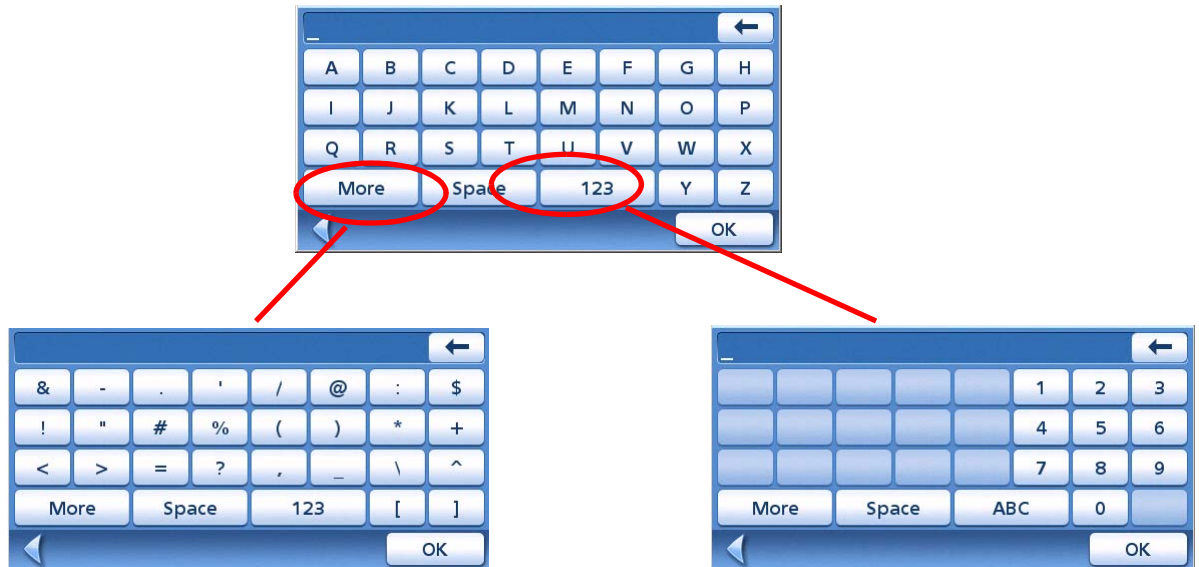 _
←
A B C D E F G H
I J K L M N O P
Q R S T U V W X
More Space 123 Y Z
OK
←
& - . ' / @ : $
! " # % ( ) * +
< > = ? , _ \ ^
More Space 123 [ ]
OK
_
←
1 2 3
4 5 6
7 8 9
More Space ABC 0
OK